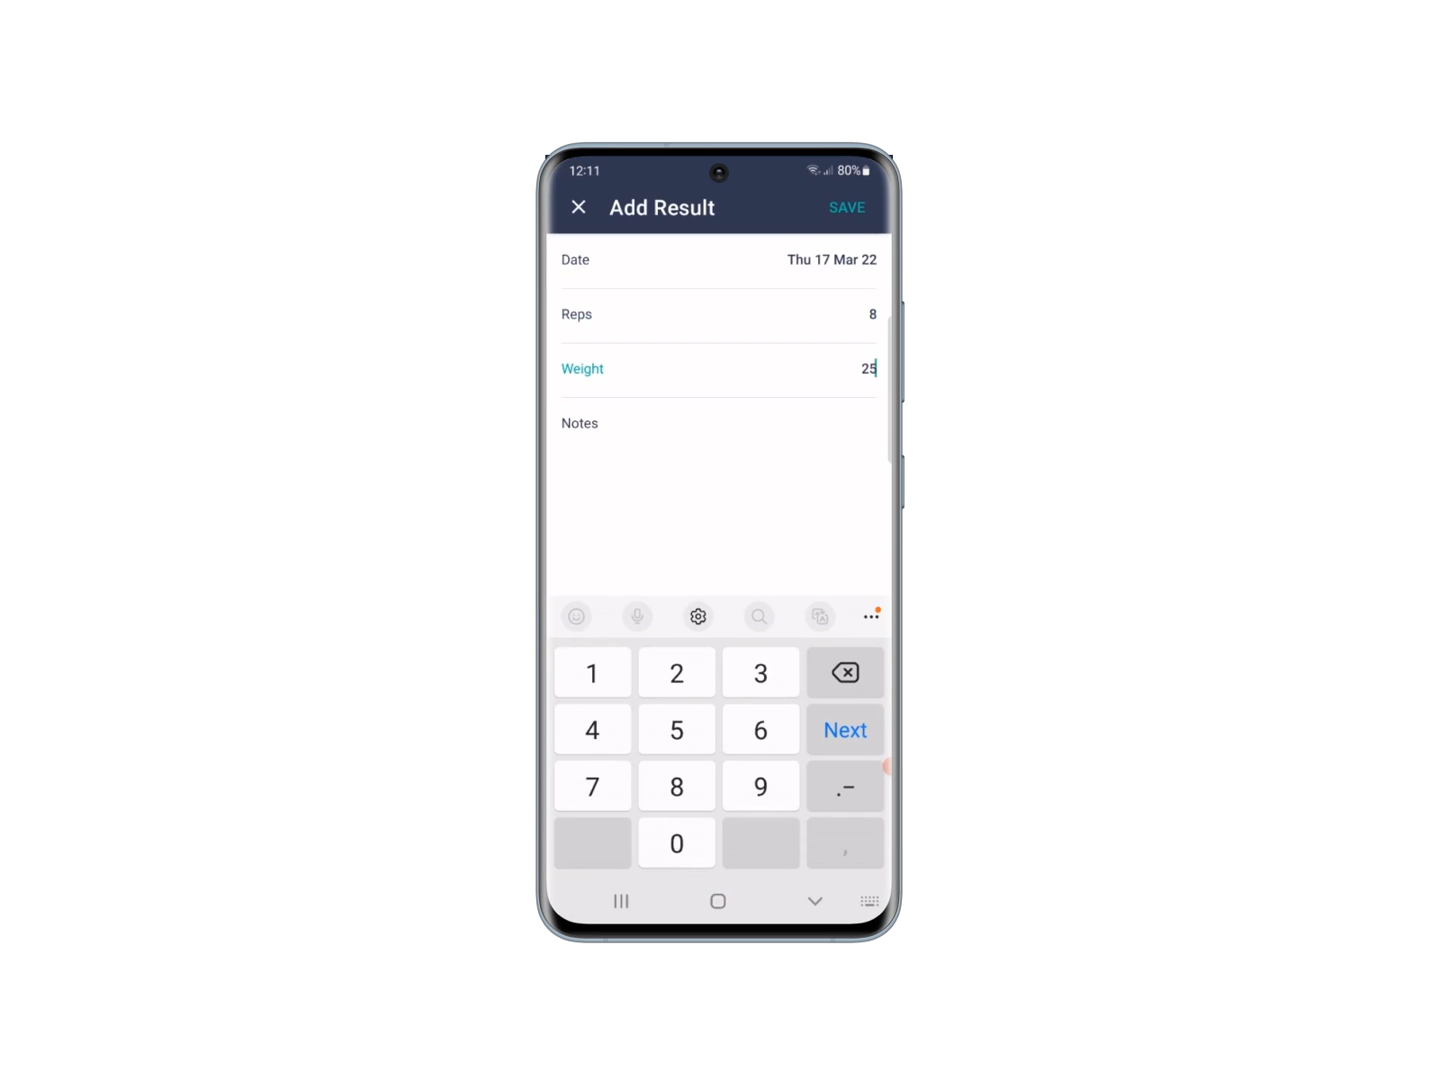 12:11 80%
Add Result SAVE
Date Thu 17 Mar 22
Reps 8
Weight 25
Notes
1 2 3
4 5 6 Next
7 8 9 .-
0 ,